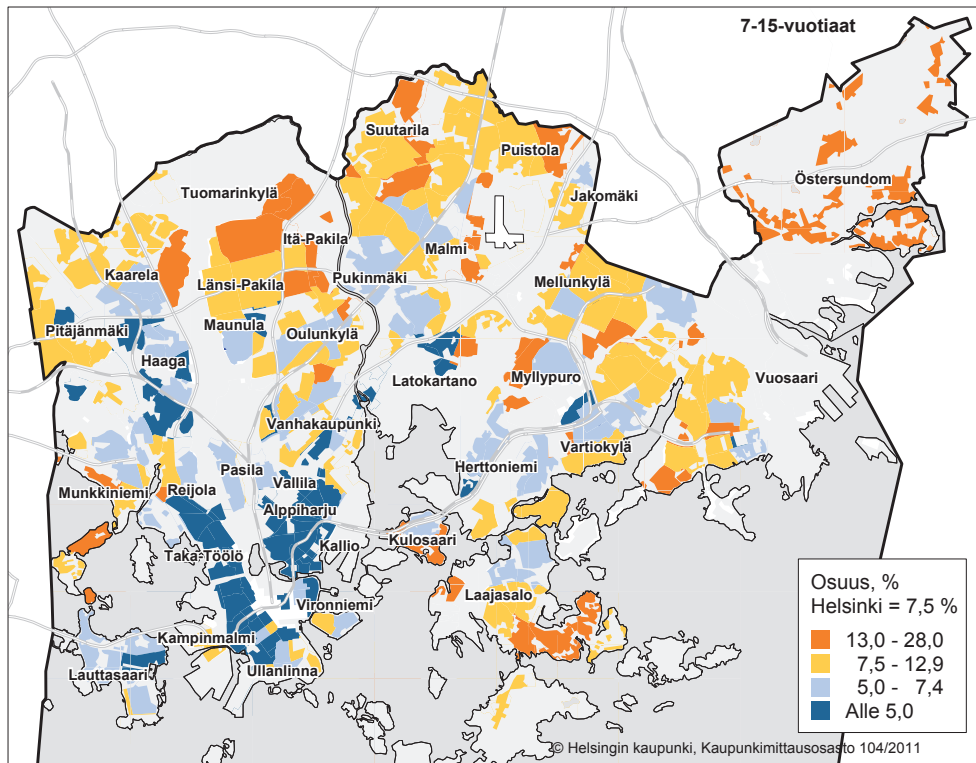 7-15-vuotiaat
Suutarila
Puistola
Östersundom
Tuomarinkylä
Jakomäki
Itä-Pakila
Malmi
Kaarela
Pukinmäki
Länsi-Pakila
Mellunkylä
Pitäjänmäki
Maunula
Oulunkylä
Haaga
Latokartano
Myllypuro
Vuosaari
Vanhakaupunki
Vartiokylä
Pasila
Vallila
Herttoniemi
Munkkiniemi
Reijola
Alppiharju
Kulosaari
Taka-Töölö
Kallio
Vironniemi
Laajasalo
Kampinmalmi
Lauttasaari
Ullanlinna
Osuus, %
Helsinki = 7,5 %
13,0 - 28,0
7,5 - 12,9
5,0 - 7,4
Alle 5,0
© Helsingin kaupunki, Kaupunkimittausosasto 104/2011